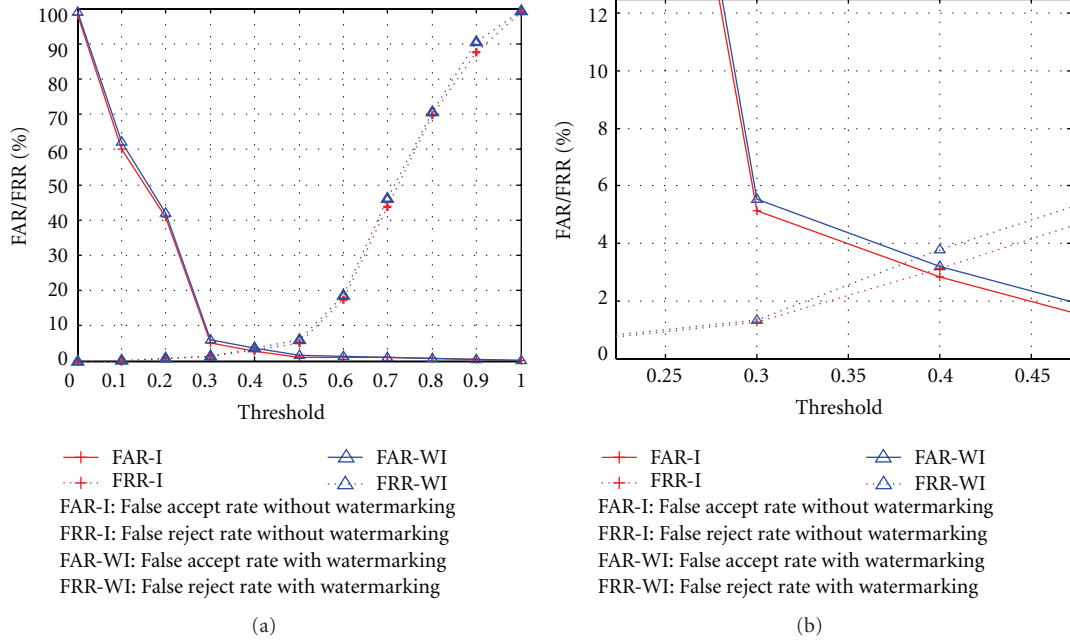 100
90
80
70
60
50
40
30
20
10
0
FAR/FRR (%)
0 0.1 0.2 0.3 0.4 0.5 0.6 0.7 0.8 0.9 1
Threshold
FAR-I FAR-WI
FRR-I FRR-WI
FAR-I: False accept rate without watermarking
FRR-I: False reject rate without watermarking
FAR-WI: False accept rate with watermarking
FRR-WI: False reject rate with watermarking
(a)
12
10
8
6
4
2
0
FAR/FRR (%)
0.25 0.3 0.35 0.4 0.45
Threshold
FAR-I FAR-WI
FRR-I FRR-WI
FAR-I: False accept rate without watermarking
FRR-I: False reject rate without watermarking
FAR-WI: False accept rate with watermarking
FRR-WI: False reject rate with watermarking
(b)